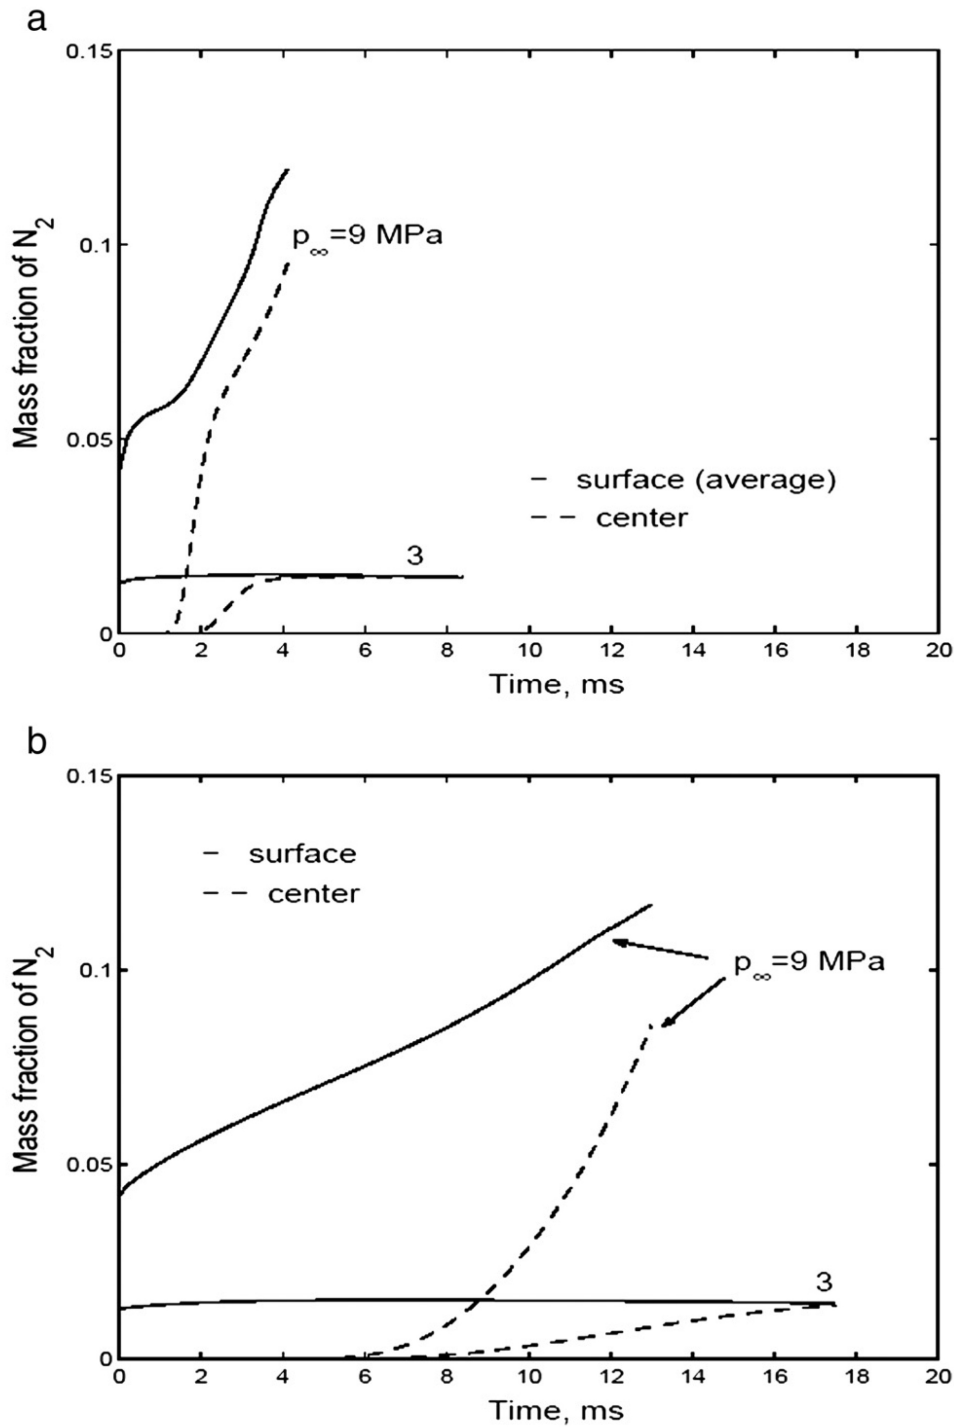 a
0.15
0.1
0.05
0
Mass fraction of N2
p∞=9 MPa
surface (average)
center
3
0 2 4 6 8 10 12 14 16 18 20
Time, ms
b
0.15
0.1
0.05
0
Mass fraction of N2
surface
center
p∞=9 MPa
3
0 2 4 6 8 10 12 14 16 18 20
Time, ms